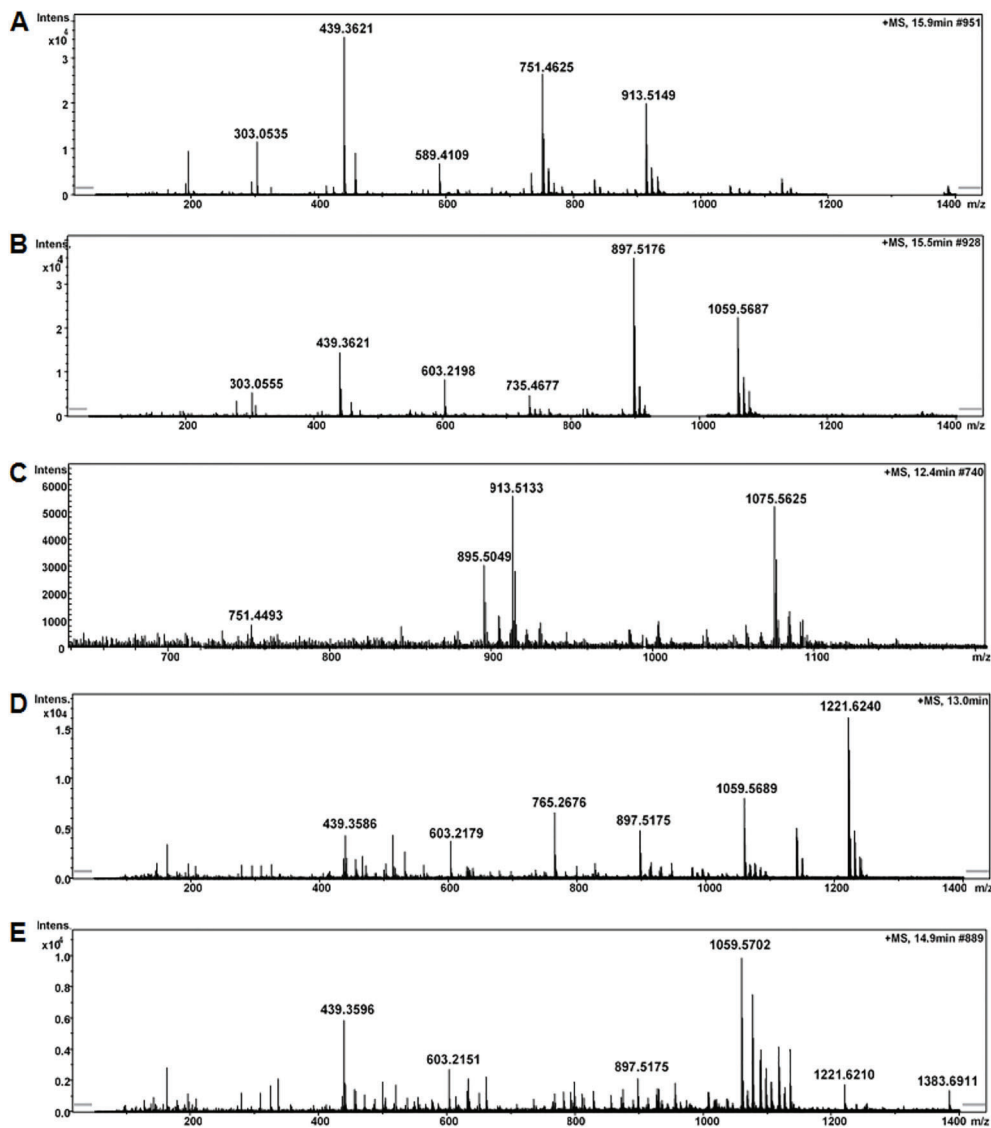 A
Intens.
x10⁴
+MS, 15.9min #951
439.3621
751.4625
913.5149
303.0535
589.4109
3
2
1
0
200 400 600 800 1000 1200 1400 m/z
B
Intens.
x10⁴
+MS, 15.5min #928
897.5176
1059.5687
439.3621
303.0555
603.2198
735.4677
3
2
1
0
200 400 600 800 1000 1200 1400 m/z
C
Intens.
+MS, 12.4min #740
913.5133
1075.5625
895.5049
751.4493
6000
5000
4000
3000
2000
1000
0
700 800 900 1000 1100 m/z
D
Intens.
x10₄
+MS, 13.0min
1221.6240
1059.5689
765.2676
439.3586
603.2179
897.5175
1.5
1.0
0.5
0.0
200 400 600 800 1000 1200 1400 m/z
E
Intens.
x10⁴
+MS, 14.9min #889
1059.5702
439.3596
603.2151
897.5175
1221.6210
1383.6911
1.0
0.8
0.6
0.4
0.2
0.0
200 400 600 800 1000 1200 1400 m/z